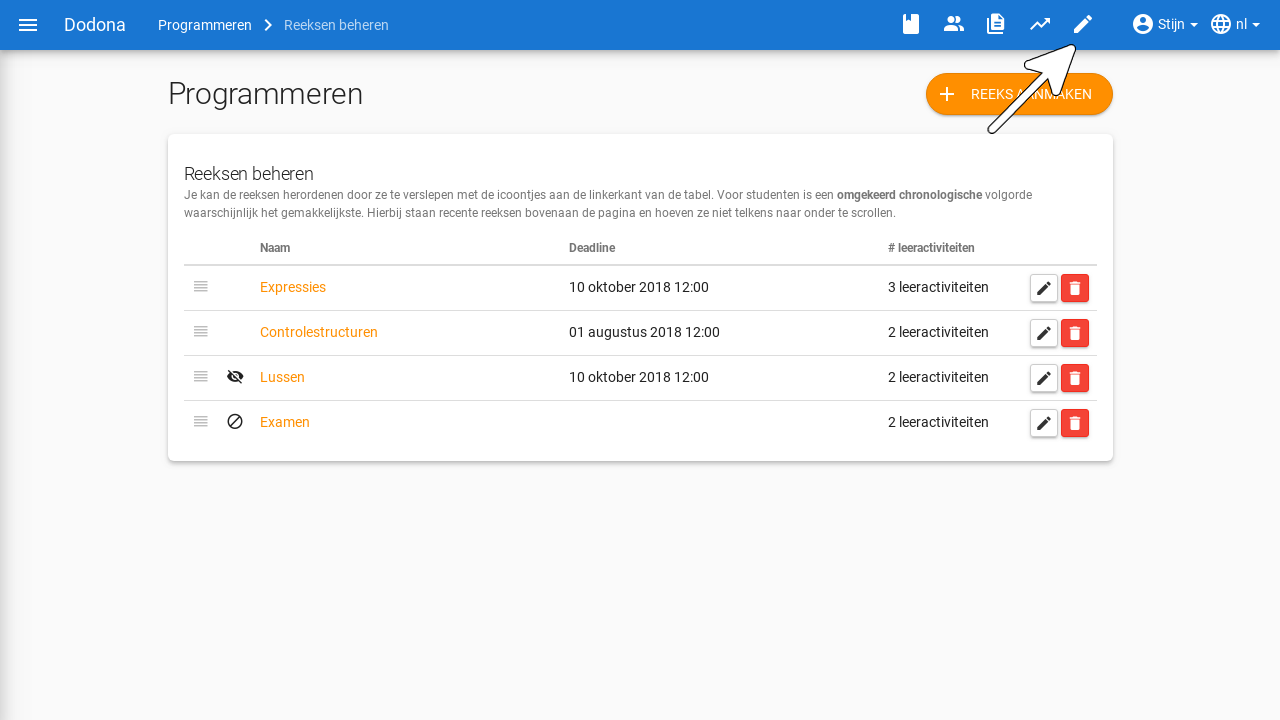 Dodona Programmeren Reeksen beheren Stijn nl
Programmeren
REEKS AANMAKEN
Reeksen beheren
Je kan de reeksen herordenen door ze te verslepen met de icoontjes aan de linkerkant van de tabel. Voor studenten is een omgekeerd chronologische volgorde
waarschijnlijk het gemakkelijkste. Hierbij staan recente reeksen bovenaan de pagina en hoeven ze niet telkens naar onder te scrollen.
Naam Deadline # leeractiviteiten
Expressies 10 oktober 2018 12:00 3 leeractiviteiten
Controlestructuren 01 augustus 2018 12:00 2 leeractiviteiten
Lussen 10 oktober 2018 12:00 2 leeractiviteiten
Examen 2 leeractiviteiten